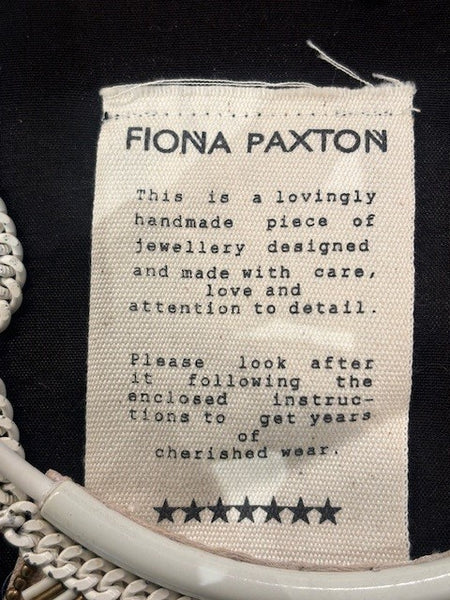 FIONA PAXTON
This is a lovingly
handmade piece of
jewellery designed
and made with care,
love and
attention to detail.
Please look after
it following the
enclosed instruc-
tions to get years
of
cherished wear.
★★★★★★★